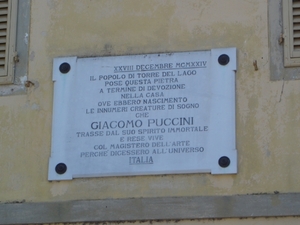 XXVIII DECEMBRE MCMXXIV
IL POPOLO DI TORRE DEL LAGO
POSE QUESTA PIETRA
A TERMINE DI DEVOZIONE
NELLA CASA
OVE EBBERO NASCIMENTO
LE INNUMERI CREATURE DI SOGNO
CHE
GIACOMO PUCCINI
TRASSE DAL SUO SPIRITO IMMORTALE
E RESE VIVE
COL MAGISTERO DELL'ARTE
PERCHÈ DICESSERO ALL'UNIVERSO
ITALIA